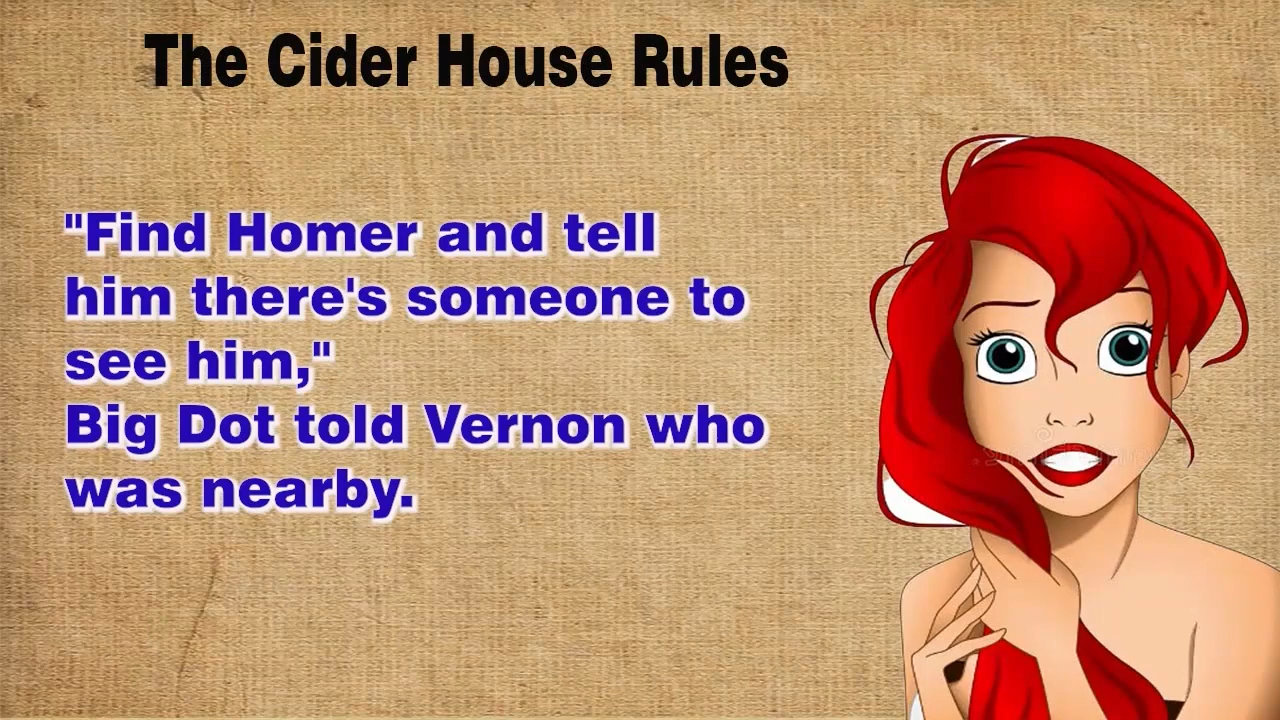 The Cider House Rules
"Find Homer and tell
him there's someone to
see him,"
Big Dot told Vernon who
was nearby.